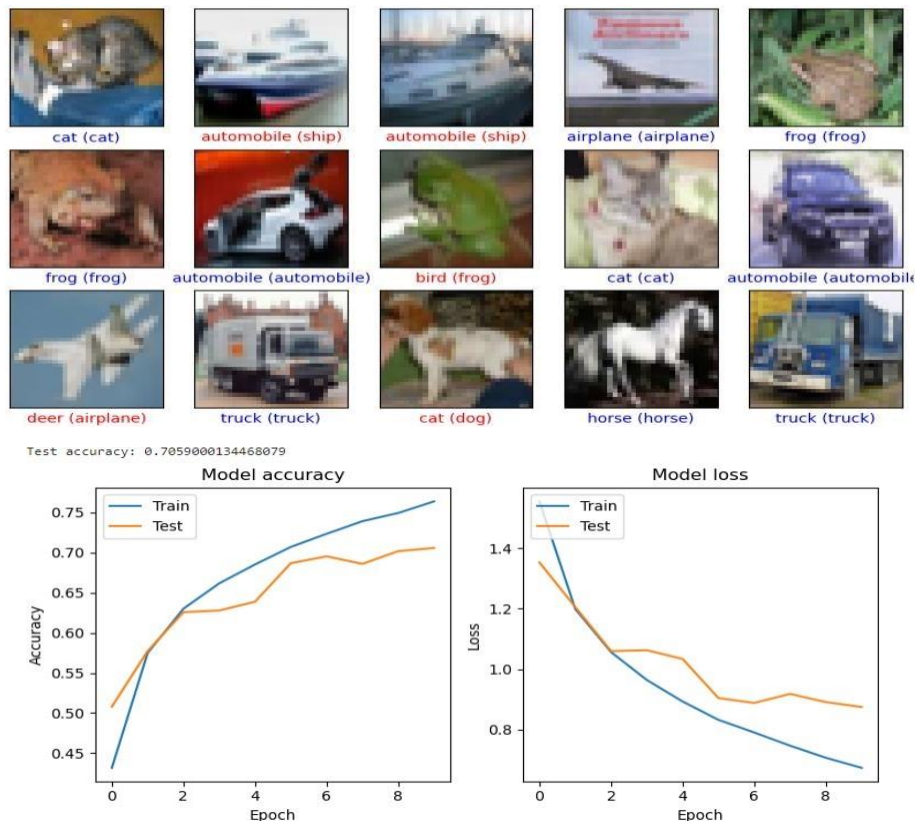 cat (cat)
automobile (ship)
automobile (ship)
airplane (airplane)
frog (frog)
frog (frog)
automobile (automobile)
bird (frog)
cat (cat)
automobile (automobile
deer (airplane)
truck (truck)
cat (dog)
horse (horse)
truck (truck)
Test accuracy: 0.7059000134468079
Model accuracy
Train
Test
0.75
0.70
0.65
0.60
0.55
0.50
0.45
Accuracy
0 2 4 6 8
Epoch
Model loss
Train
Test
1.4
1.2
1.0
0.8
Loss
0 2 4 6 8
Epoch